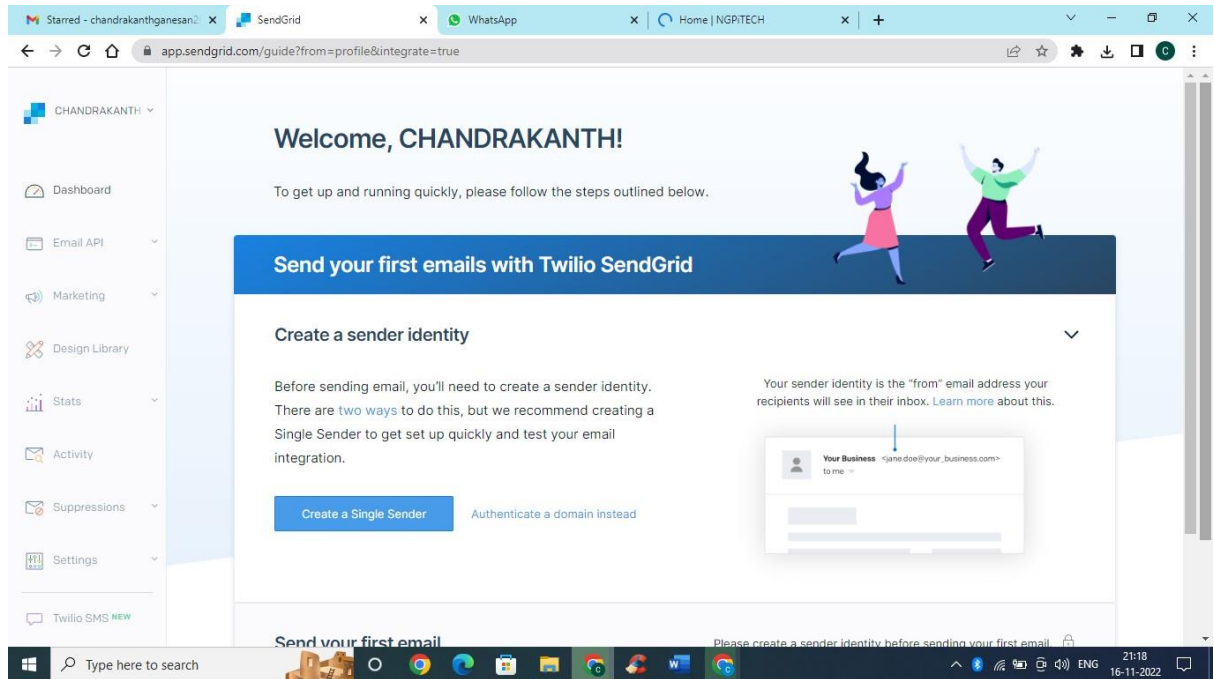 Starred - chandrakanthganesan2
SendGrid
WhatsApp
Home | NGPiTECH
app.sendgrid.com/guide?from=profile&integrate=true
C
CHANDRAKANTH
Dashboard
Email API
Marketing
Design Library
Stats
Activity
Suppressions
Settings
Twilio SMS NEW
Welcome, CHANDRAKANTH!
To get up and running quickly, please follow the steps outlined below.
Send your first emails with Twilio SendGrid
Create a sender identity
Before sending email, you'll need to create a sender identity.
There are two ways to do this, but we recommend creating a
Single Sender to get set up quickly and test your email
integration.
Create a Single Sender
Authenticate a domain instead
Your sender identity is the "from" email address your
recipients will see in their inbox. Learn more about this.
Your Business <jane.doe@your_business.com>
to me
Send your first email
Please create a sender identity before sending your first email.
Type here to search
ENG
21:18
16-11-2022